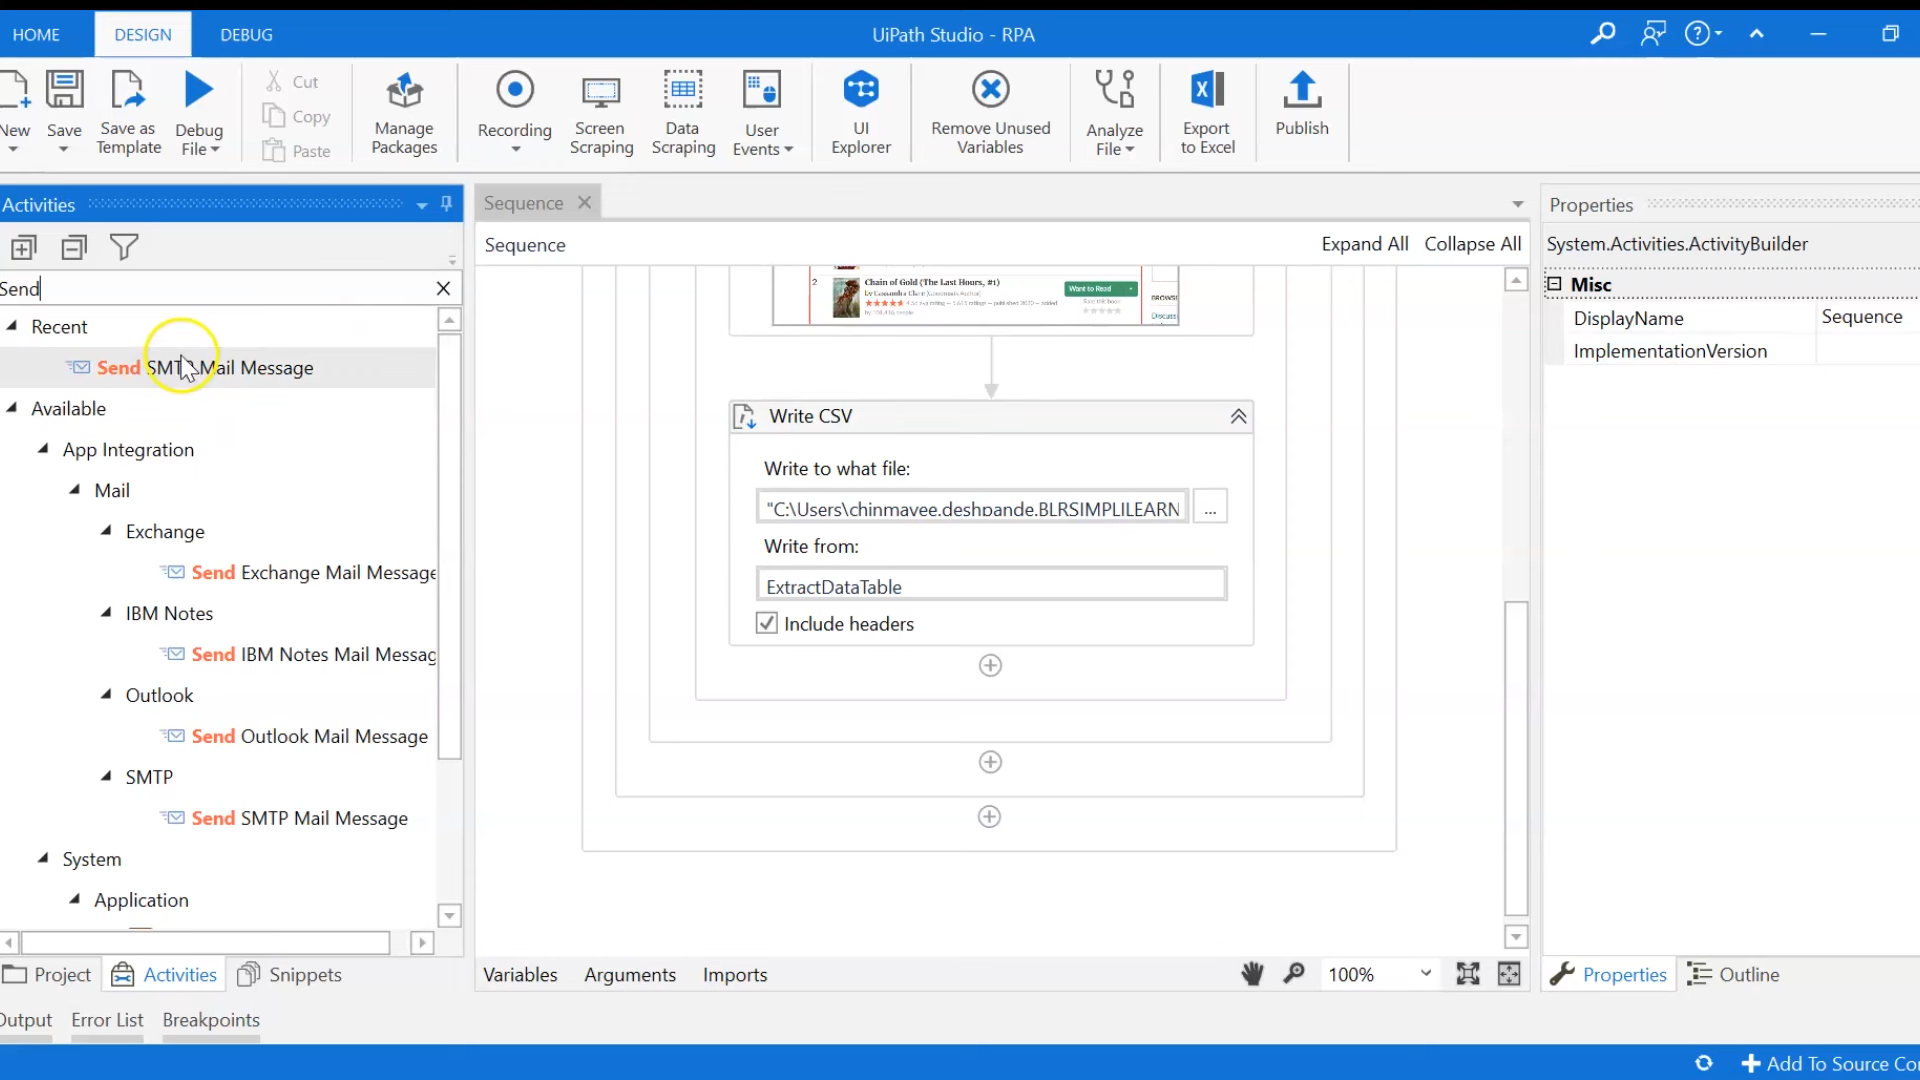 HOME
DESIGN
DEBUG
UiPath Studio - RPA
New
Save
Save as
Template
Debug
File
Cut
Copy
Paste
Manage
Packages
Recording
Screen
Scraping
Data
Scraping
User
Events
UI
Explorer
Remove Unused
Variables
Analyze
File
Export
to Excel
Publish
Activities
Send
Recent
Send SMTP Mail Message
Available
App Integration
Mail
Exchange
Send Exchange Mail Message
IBM Notes
Send IBM Notes Mail Messag
Outlook
Send Outlook Mail Message
SMTP
Send SMTP Mail Message
System
Application
Sequence
Sequence
Expand All
Collapse All
2
Chain of Gold (The Last Hours, #1)
Want to Read
Write CSV
Write to what file:
"C:\Users\chinmayee.deshpande.BLRSIMPLILEARN
...
Write from:
ExtractDataTable
Include headers
Properties
System.Activities.ActivityBuilder
Misc
DisplayName
Sequence
ImplementationVersion
Project
Activities
Snippets
Variables
Arguments
Imports
100%
Properties
Outline
Output
Error List
Breakpoints
Add To Source Con